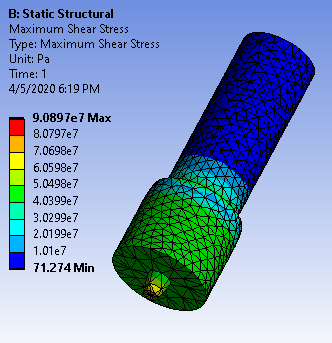 B: Static Structural
Maximum Shear Stress
Type: Maximum Shear Stress
Unit: Pa
Time: 1
4/5/2020 6:19 PM
9.0897e7 Max
8.0797e7
7.0698e7
6.0598e7
5.0498e7
4.0399e7
3.0299e7
2.0199e7
1.01e7
71.274 Min